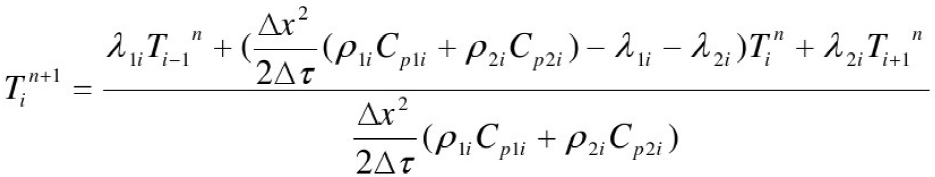 T_i^{n+1} = \frac{\lambda_{1i} T_{i-1}{}^{n} + (\frac{\Delta x^2}{2\Delta\tau}(\rho_{1i} C_{p1i} + \rho_{2i} C_{p2i}) - \lambda_{1i} - \lambda_{2i}) T_i^n + \lambda_{2i} T_{i+1}{}^{n}}{\frac{\Delta x^2}{2\Delta\tau}(\rho_{1i} C_{p1i} + \rho_{2i} C_{p2i})}